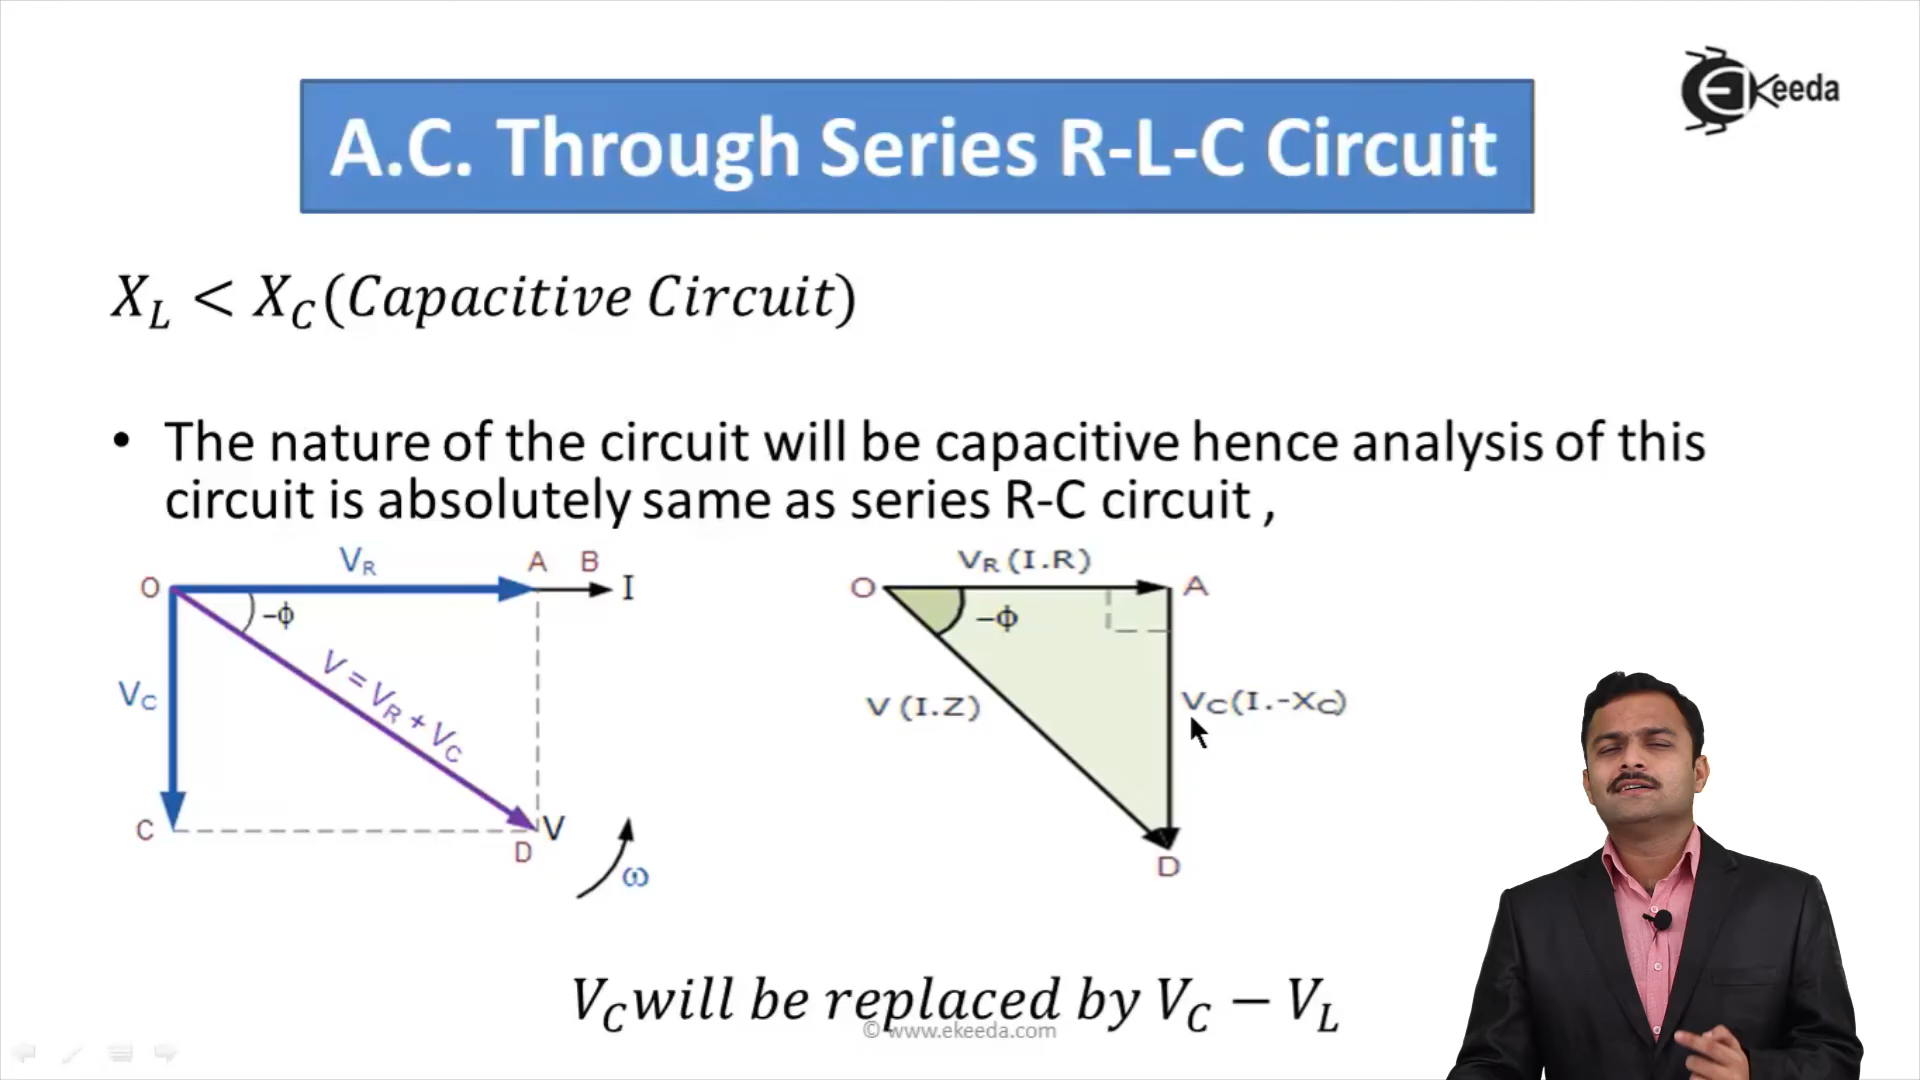 EKeeda
A.C. Through Series R-L-C Circuit
X_L < X_C (Capacitive Circuit)
• The nature of the circuit will be capacitive hence analysis of this
circuit is absolutely same as series R-C circuit ,
O
V_R
A
B
I
–ϕ
V_C
V = V_R + V_C
C
V
D
ω
O
V_R (I.R)
A
–ϕ
V (I.Z)
V_C(I.-X_C)
D
V_C will be replaced by V_C − V_L
© www.ekeeda.com